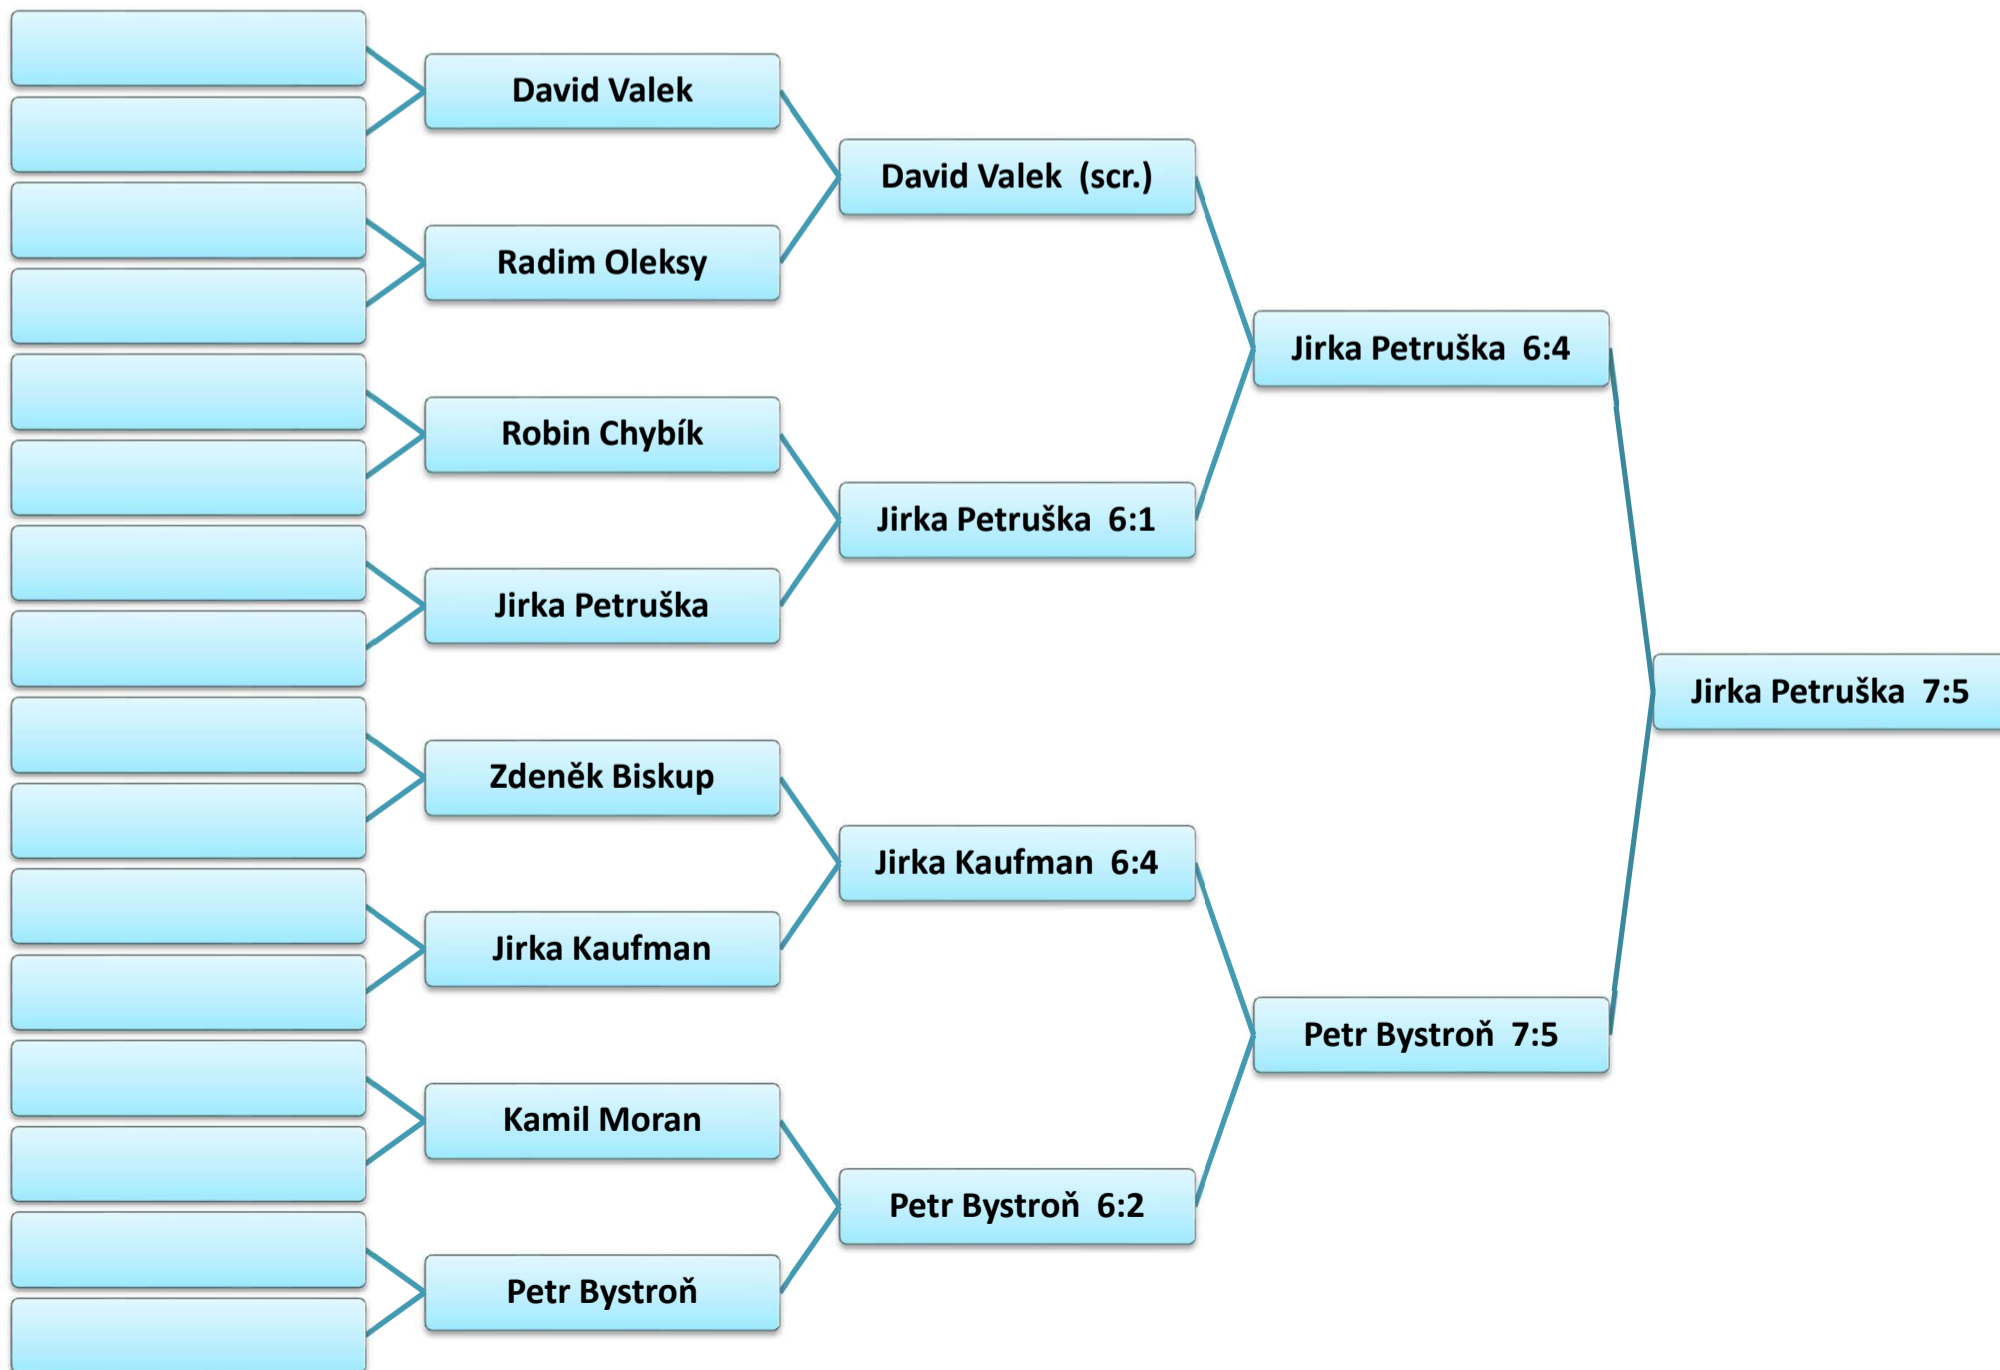 David Valek
Radim Oleksy
Robin Chybík
Jirka Petruška
Zdeněk Biskup
Jirka Kaufman
Kamil Moran
Petr Bystroň
David Valek (scr.)
Jirka Petruška 6:1
Jirka Kaufman 6:4
Petr Bystroň 6:2
Jirka Petruška 6:4
Petr Bystroň 7:5
Jirka Petruška 7:5